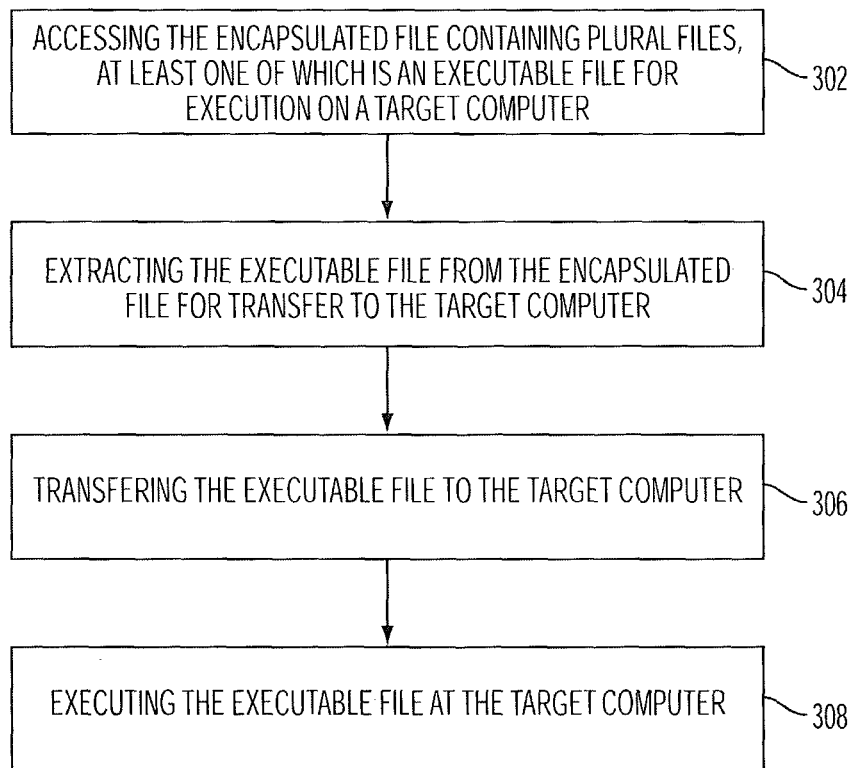 ACCESSING THE ENCAPSULATED FILE CONTAINING PLURAL FILES,
AT LEAST ONE OF WHICH IS AN EXECUTABLE FILE FOR
EXECUTION ON A TARGET COMPUTER
302
EXTRACTING THE EXECUTABLE FILE FROM THE ENCAPSULATED
FILE FOR TRANSFER TO THE TARGET COMPUTER
304
TRANSFERING THE EXECUTABLE FILE TO THE TARGET COMPUTER
306
EXECUTING THE EXECUTABLE FILE AT THE TARGET COMPUTER
308